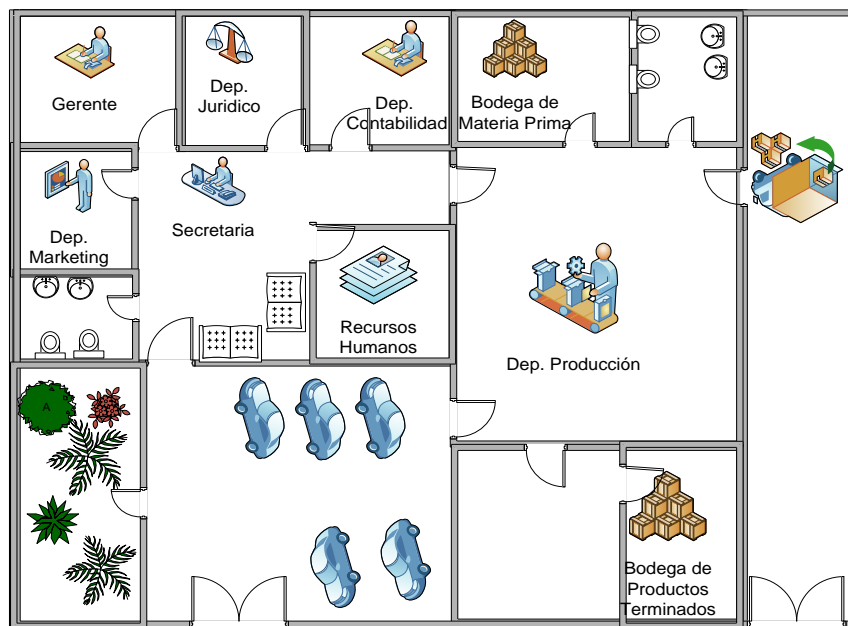 Gerente
Dep.
Juridico
Dep.
Contabilidad
Bodega de
Materia Prima
Dep.
Marketing
Secretaria
Recursos
Humanos
Dep. Producción
A
Bodega de
Productos
Terminados